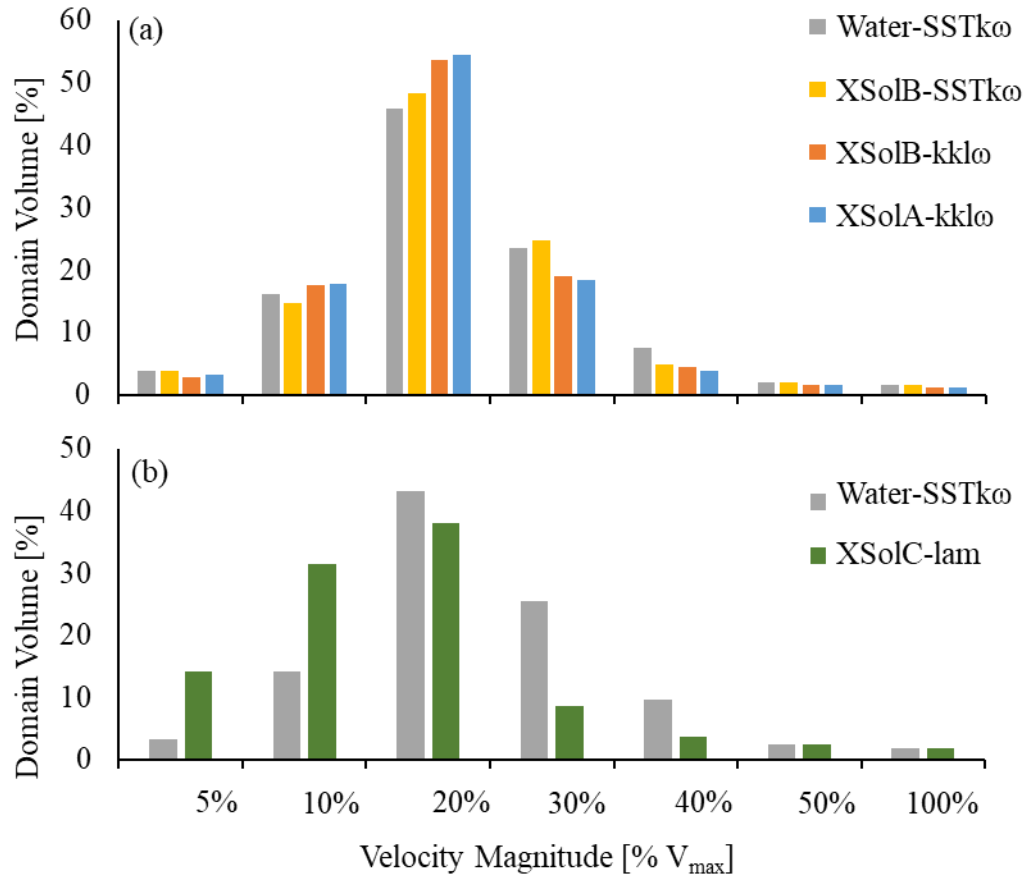 (a)
60
50
40
30
20
10
0
Domain Volume [%]
Water-SSTkω
XSolB-SSTkω
XSolB-kklω
XSolA-kklω
(b)
50
40
30
20
10
0
Domain Volume [%]
Water-SSTkω
XSolC-lam
5% 10% 20% 30% 40% 50% 100%
Velocity Magnitude [% Vmax]